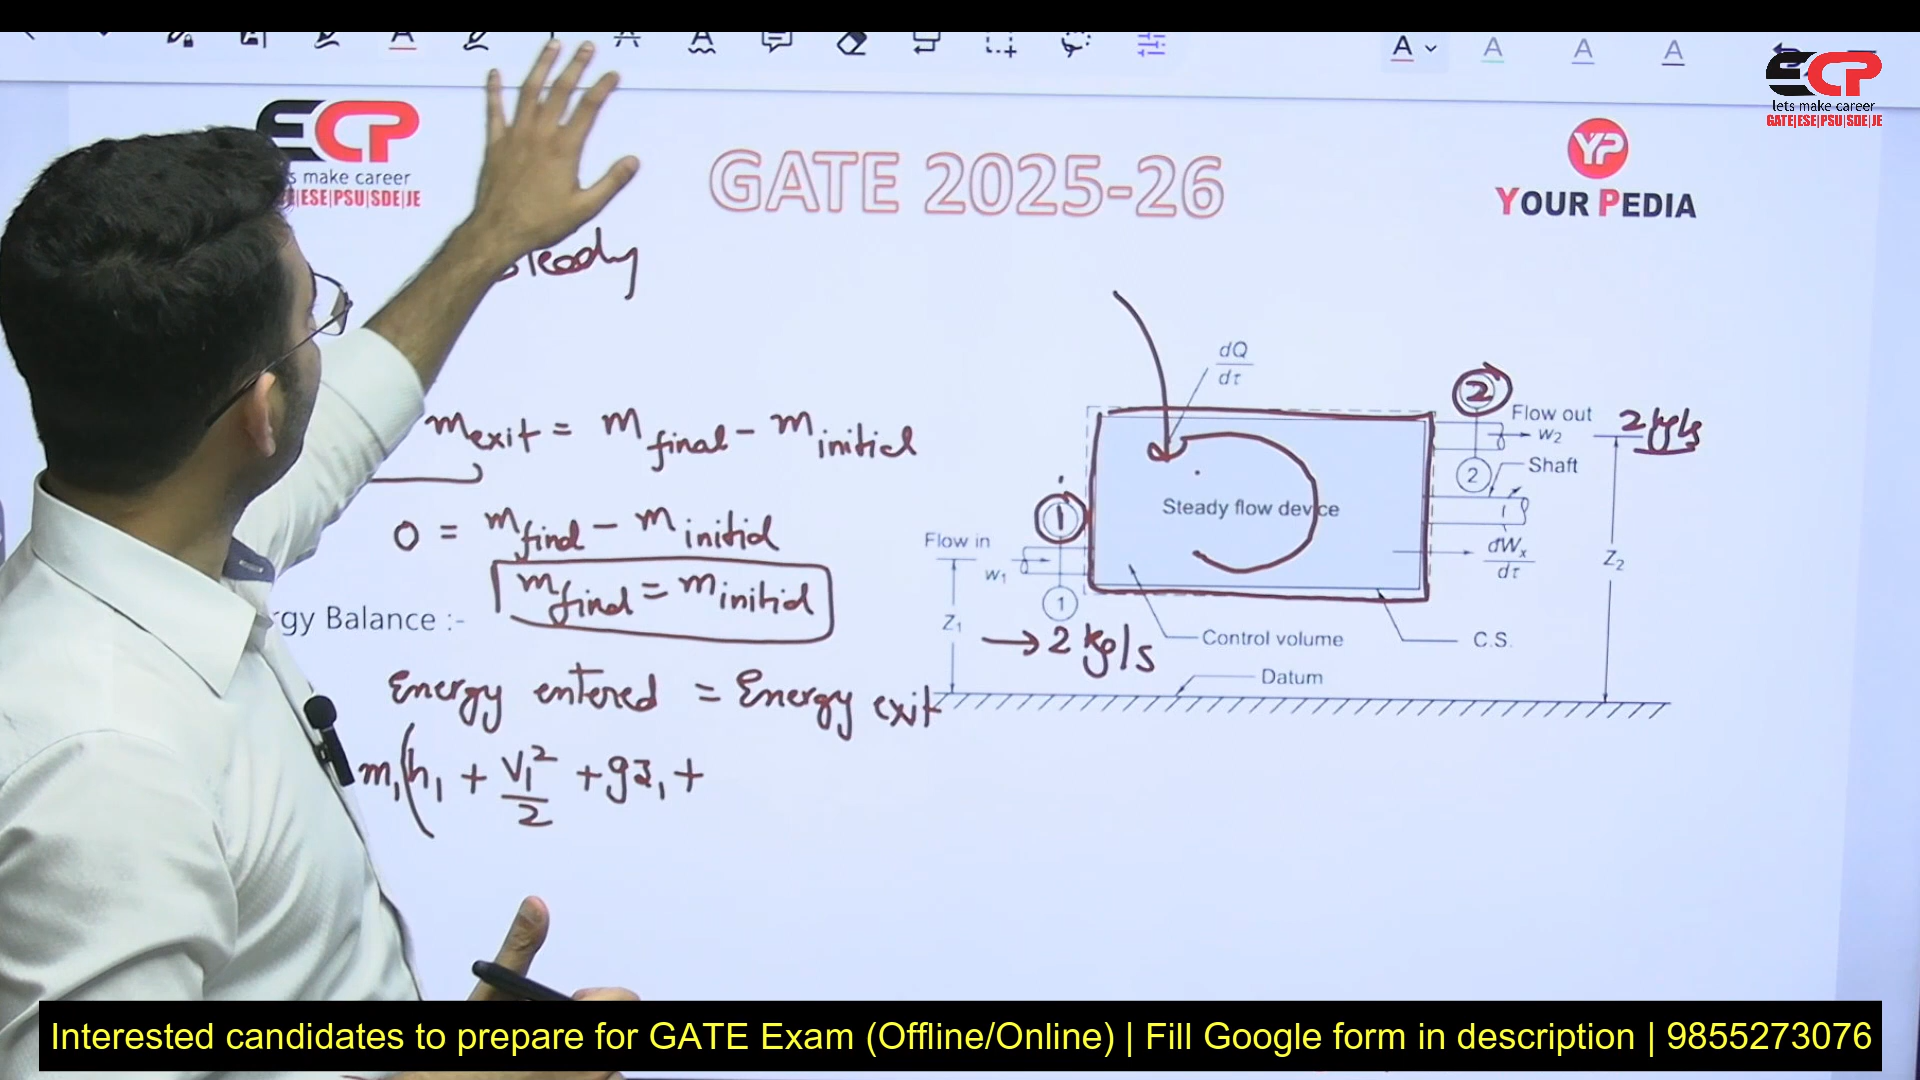 ECP
lets make career
GATE|ESE|PSU|SDE|JE
ECP
s make career
|ESE|PSU|SDE|JE
GATE 2025-26
YP
YOUR PEDIA
Steady
m exit = m final - m initial
0 = m final - m initial
m final = m initial
gy Balance :-
Energy entered = Energy exit
m₁(h₁ + V₁²/2 + gz₁ +
dQ
dτ
2
Flow out
2 kg/s
w₂
2
Shaft
1
Steady flow device
Flow in
w₁
dWₓ
dτ
Z₂
1
Z₁
→ 2 kg/s
Control volume
C.S.
Datum
Interested candidates to prepare for GATE Exam (Offline/Online) | Fill Google form in description | 9855273076